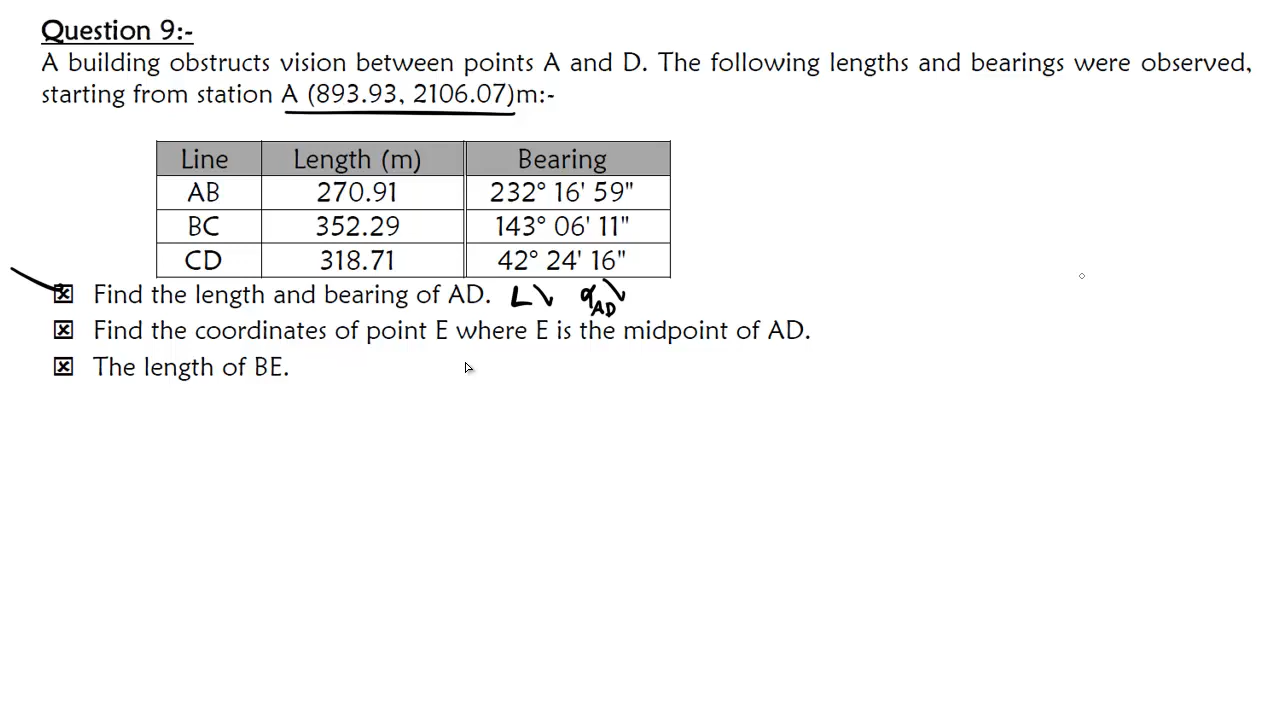 Question 9:-
A building obstructs vision between points A and D. The following lengths and bearings were observed,
starting from station A (893.93, 2106.07)m:-
Line Length (m) Bearing
AB 270.91 232° 16' 59"
BC 352.29 143° 06' 11"
CD 318.71 42° 24' 16"
☒ Find the length and bearing of AD. L αAD
☒ Find the coordinates of point E where E is the midpoint of AD.
☒ The length of BE.